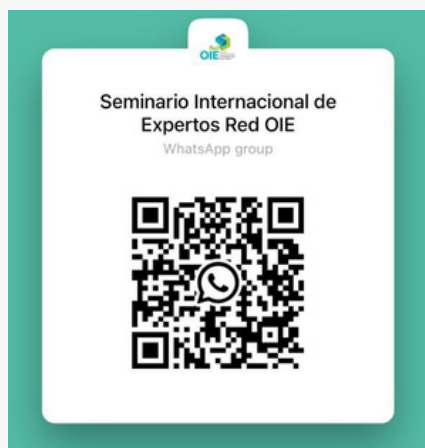 OIE
Seminario Internacional de
Expertos Red OIE
WhatsApp group